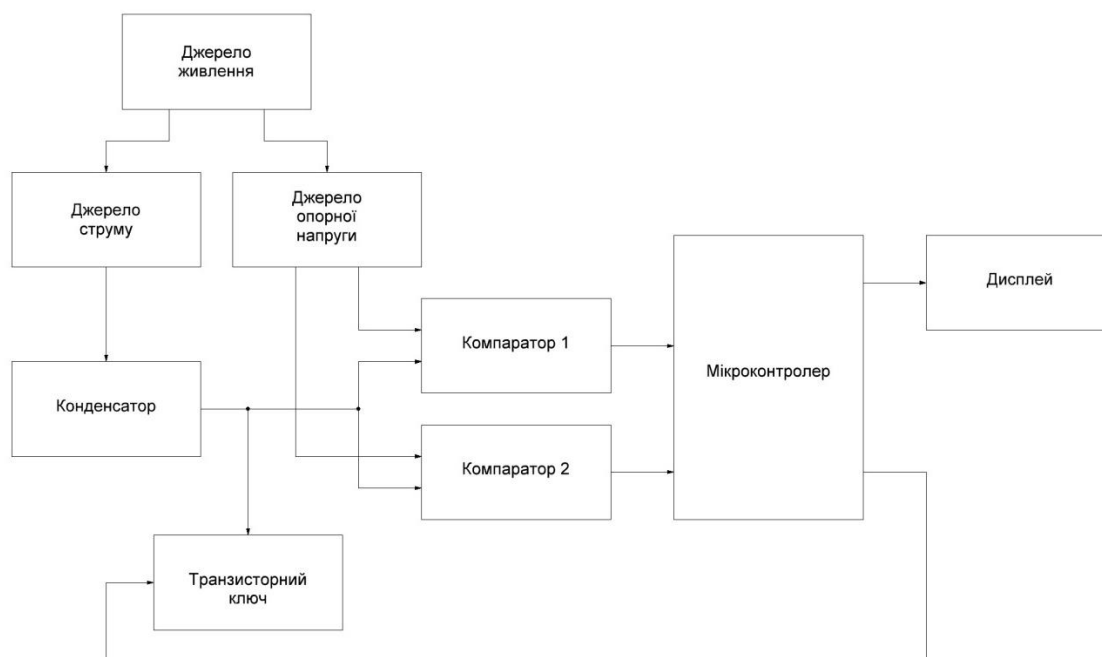 Джерело
живлення
Джерело
струму
Джерело
опорної
напруги
Компаратор 1
Мікроконтролер
Дисплей
Конденсатор
Компаратор 2
Транзисторний
ключ